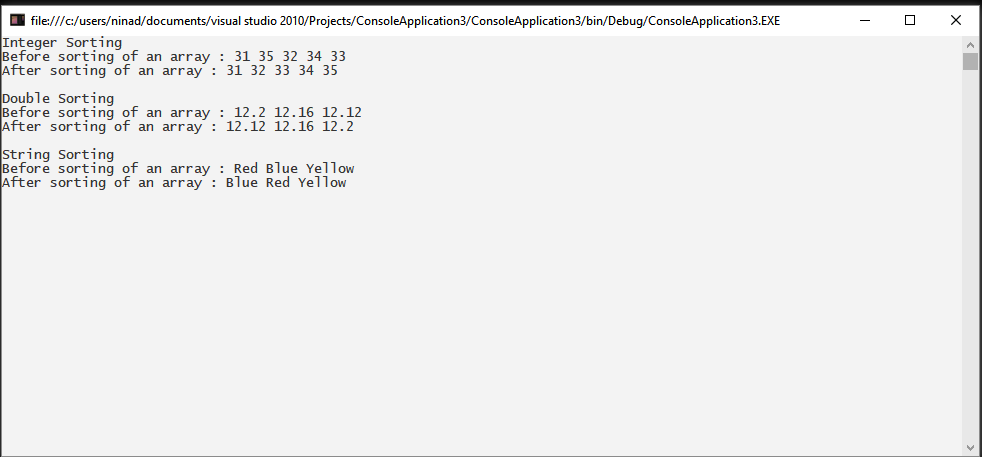 file:///c:/users/ninad/documents/visual studio 2010/Projects/ConsoleApplication3/ConsoleApplication3/bin/Debug/ConsoleApplication3.EXE
Integer Sorting
Before sorting of an array : 31 35 32 34 33
After sorting of an array : 31 32 33 34 35
Double Sorting
Before sorting of an array : 12.2 12.16 12.12
After sorting of an array : 12.12 12.16 12.2
String Sorting
Before sorting of an array : Red Blue Yellow
After sorting of an array : Blue Red Yellow